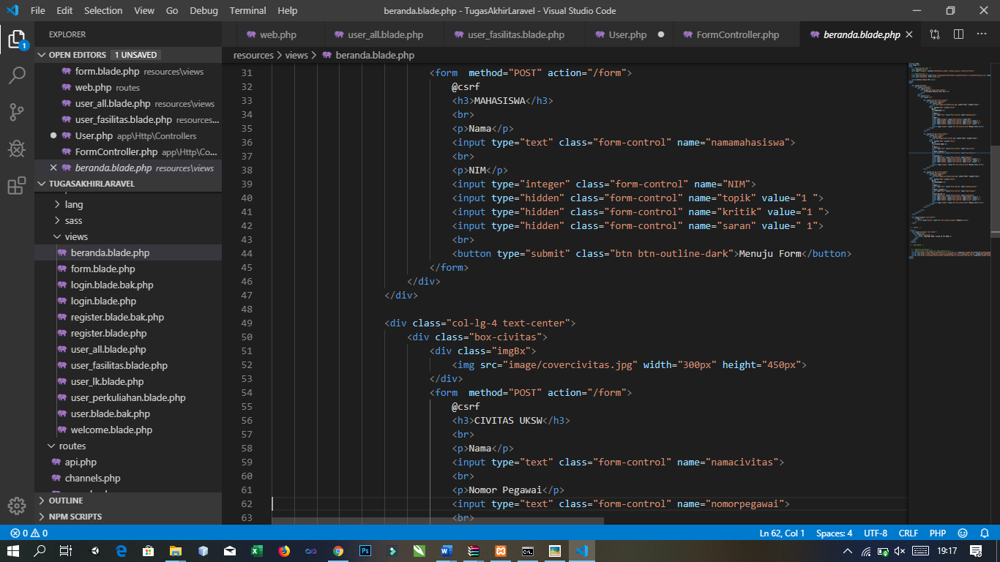 File Edit Selection View Go Debug Terminal Help
beranda.blade.php - TugasAkhirLaravel - Visual Studio Code
EXPLORER
web.php
user_all.blade.php
user_fasilitas.blade.php
User.php
FormController.php
beranda.blade.php
1
OPEN EDITORS 1 UNSAVED
form.blade.php resources\views
web.php routes
user_all.blade.php resources\views
user_fasilitas.blade.php resources...
User.php app\Http\Controllers
FormController.php app\Http\Co...
beranda.blade.php resources\views
TUGASAKHIRLARAVEL
lang
sass
views
beranda.blade.php
form.blade.php
login.blade.bak.php
login.blade.php
register.blade.bak.php
register.blade.php
user_all.blade.php
user_fasilitas.blade.php
user_lk.blade.php
user_perkuliahan.blade.php
user.blade.bak.php
welcome.blade.php
routes
api.php
channels.php
OUTLINE
NPM SCRIPTS
resources > views > beranda.blade.php
31 <form  method="POST" action="/form">
32 @csrf
33 <h3>MAHASISWA</h3>
34 <br>
35 <p>Nama</p>
36 <input type="text" class="form-control" name="namamahasiswa">
37 <br>
38 <p>NIM</p>
39 <input type="integer" class="form-control" name="NIM">
40 <input type="hidden" class="form-control" name="topik" value="1 ">
41 <input type="hidden" class="form-control" name="kritik" value="1 ">
42 <input type="hidden" class="form-control" name="saran" value=" 1">
43 <br>
44 <button type="submit" class="btn btn-outline-dark">Menuju Form</button>
45 </form>
46 </div>
47 </div>
48
49 <div class="col-lg-4 text-center">
50 <div class="box-civitas">
51 <div class="imgBx">
52 <img src="image/covercivitas.jpg" width="300px" height="450px">
53 </div>
54 <form  method="POST" action="/form">
55 @csrf
56 <h3>CIVITAS UKSW</h3>
57 <br>
58 <p>Nama</p>
59 <input type="text" class="form-control" name="namacivitas">
60 <br>
61 <p>Nomor Pegawai</p>
62 <input type="text" class="form-control" name="nomorpegawai">
63 <br>
0 0 Ln 62, Col 1 Spaces: 4 UTF-8 CRLF PHP
19:17